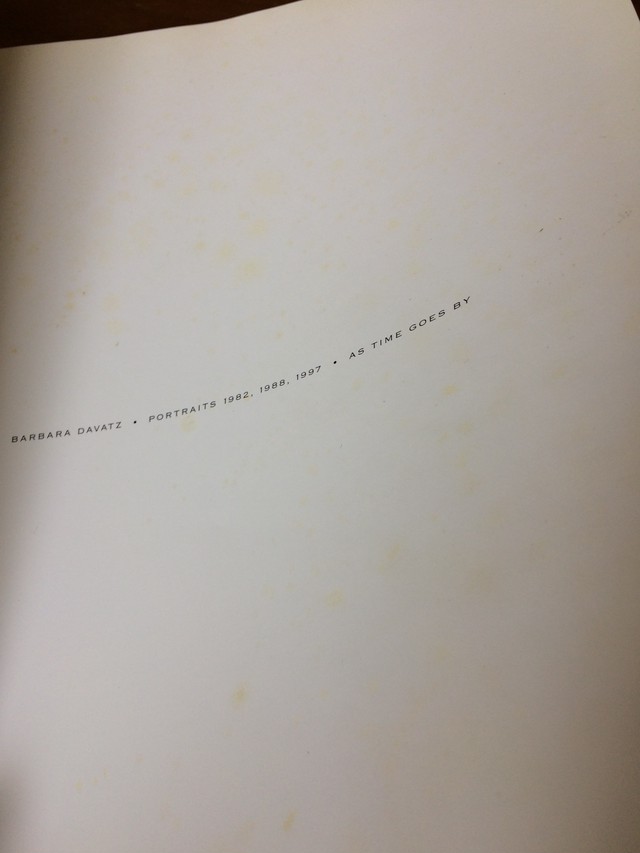 BARBARA DAVATZ • PORTRAITS 1982, 1988, 1997 • AS TIME GOES BY